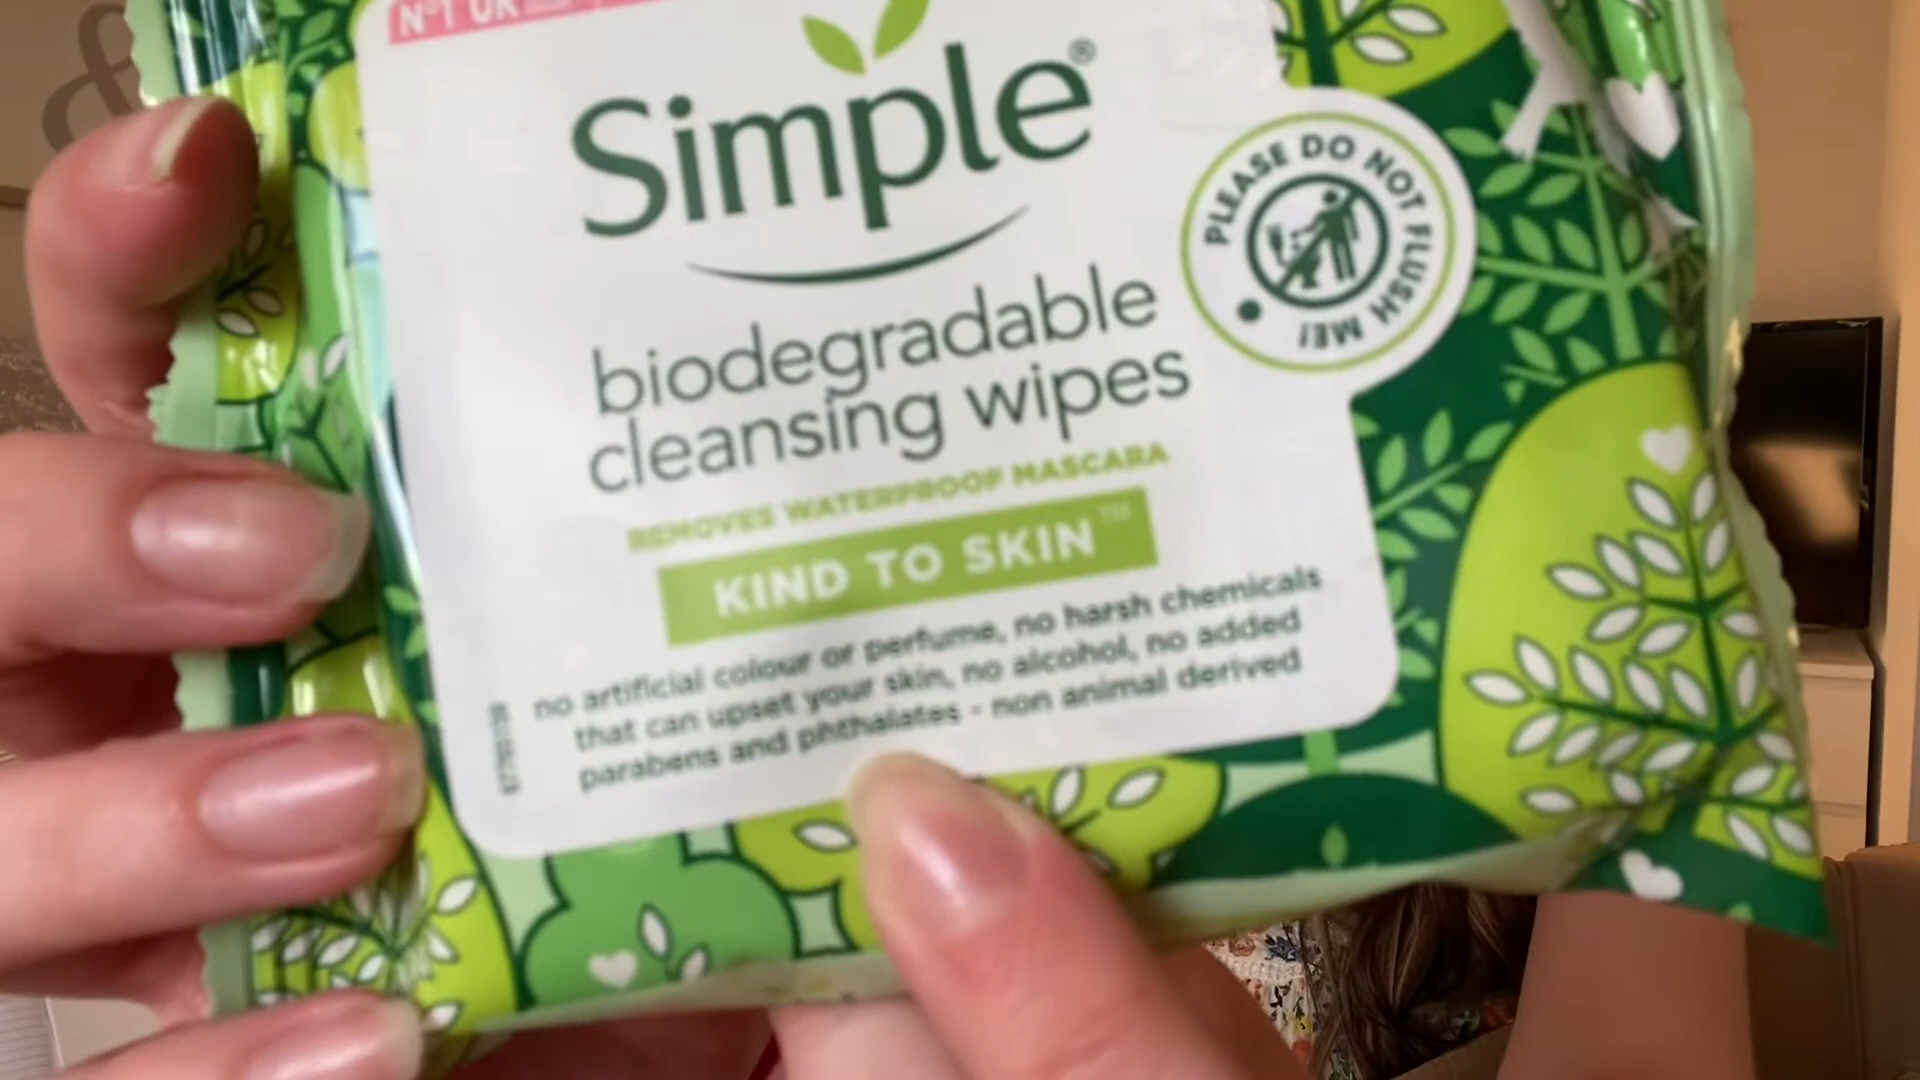 N°1 UK
Simple®
PLEASE DO NOT FLUSH ME!
biodegradable
cleansing wipes
REMOVES WATERPROOF MASCARA
KIND TO SKIN™
no artificial colour or perfume, no harsh chemicals
that can upset your skin, no alcohol, no added
parabens and phthalates - non animal derived
&